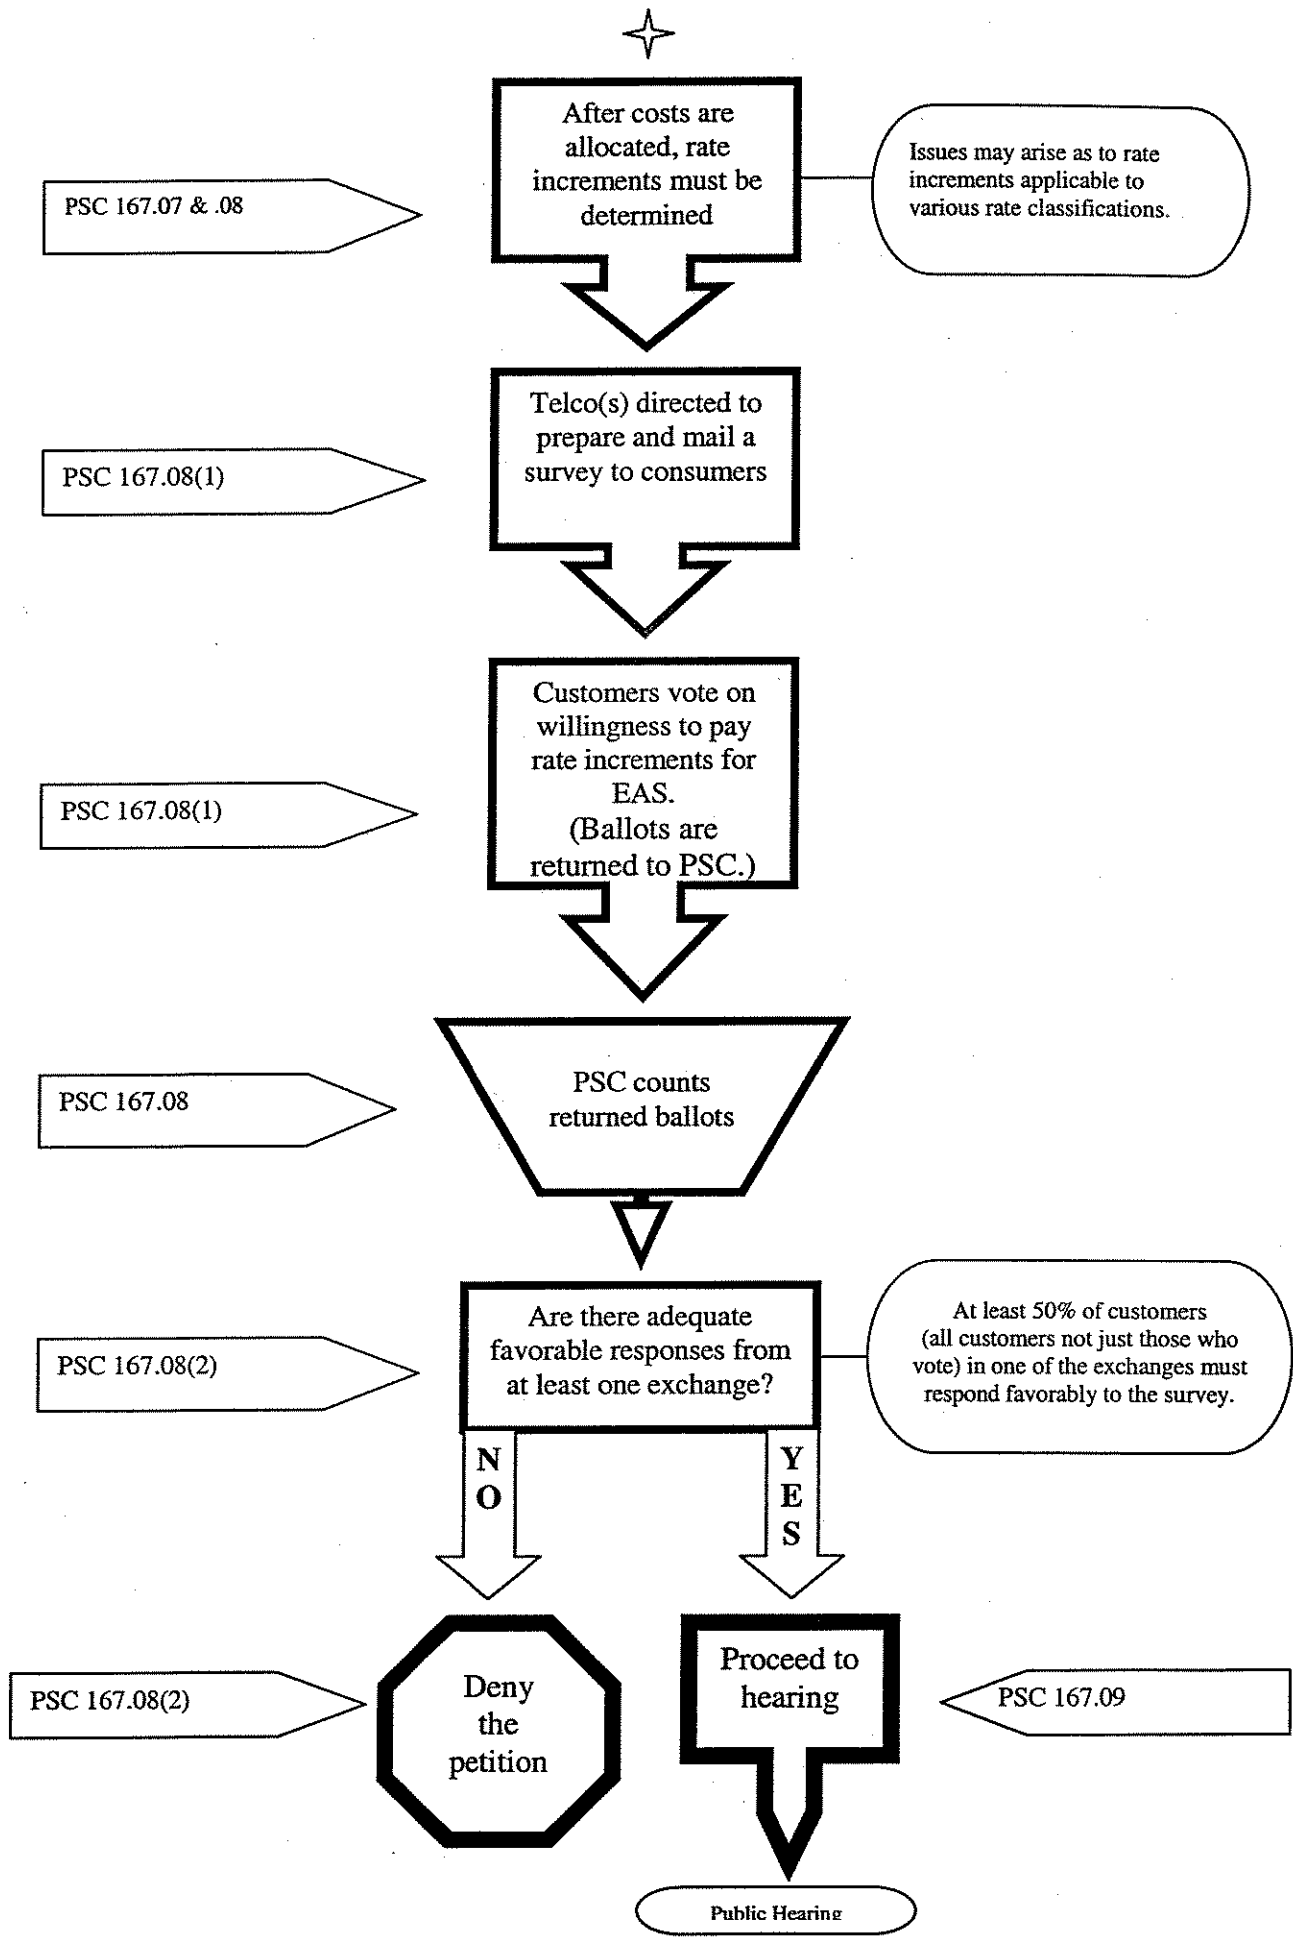 After costs are
allocated, rate
increments must be
determined
Issues may arise as to rate
increments applicable to
various rate classifications.
PSC 167.07 & .08
Telco(s) directed to
prepare and mail a
survey to consumers
PSC 167.08(1)
Customers vote on
willingness to pay
rate increments for
EAS.
(Ballots are
returned to PSC.)
PSC 167.08(1)
PSC counts
returned ballots
PSC 167.08
Are there adequate
favorable responses from
at least one exchange?
At least 50% of customers
(all customers not just those who
vote) in one of the exchanges must
respond favorably to the survey.
PSC 167.08(2)
N
O
Y
E
S
Deny
the
petition
Proceed to
hearing
PSC 167.08(2)
PSC 167.09
Public Hearing